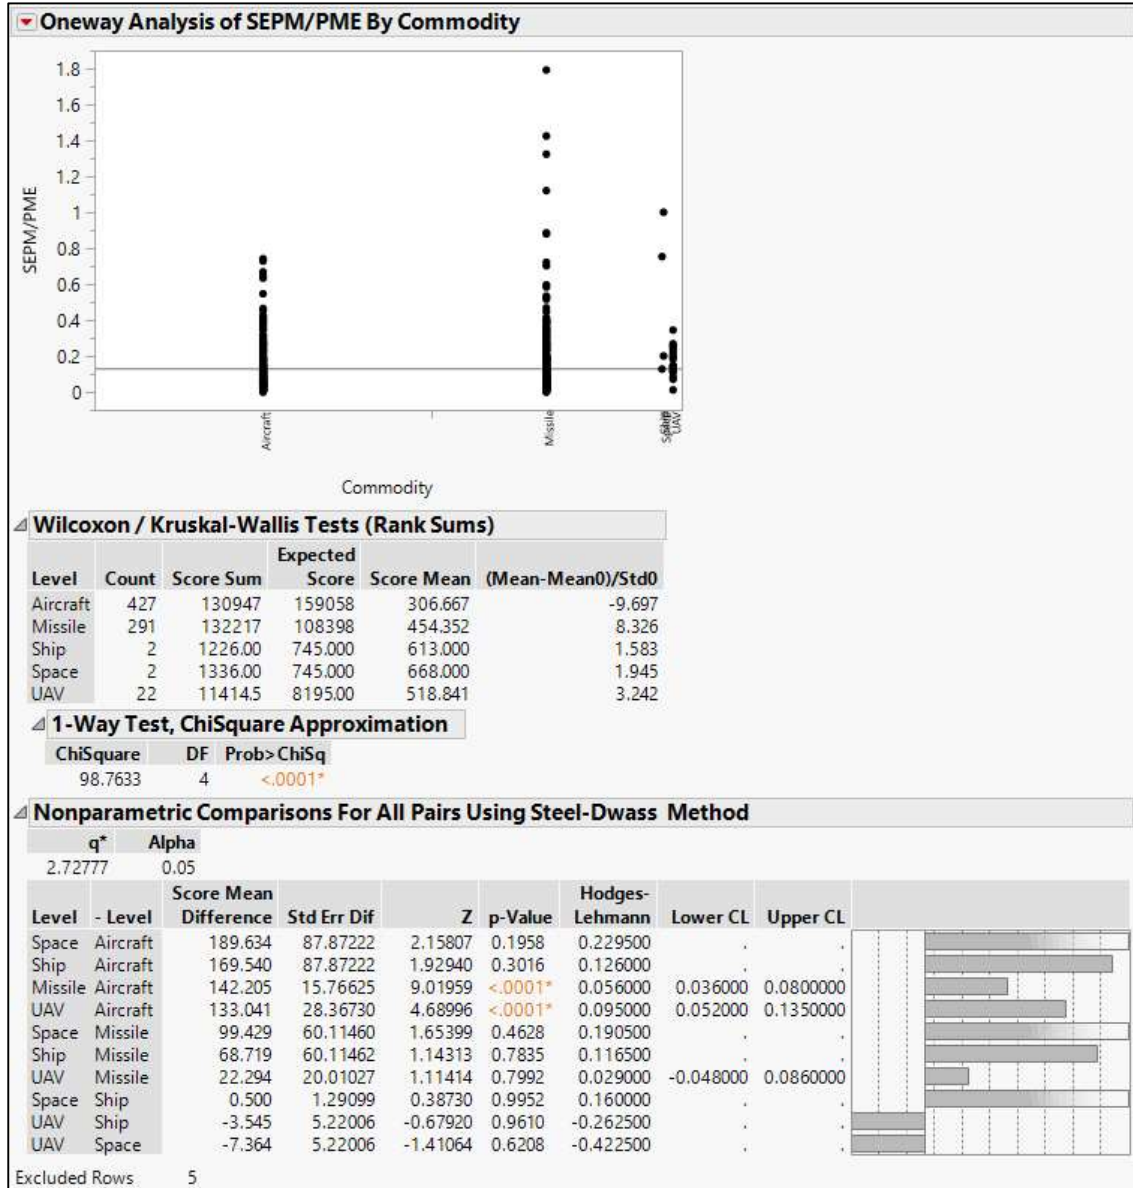 Oneway Analysis of SEPM/PME By Commodity
1.8
1.6
1.4
1.2
1
0.8
0.6
0.4
0.2
0
SEPM/PME
Aircraft
Missile
UAV
Commodity
Wilcoxon / Kruskal-Wallis Tests (Rank Sums)
Expected
Level Count Score Sum Score Score Mean (Mean-Mean0)/Std0
Aircraft 427 130947 159058 306.667 -9.697
Missile 291 132217 108398 454.352 8.326
Ship 2 1226.00 745.000 613.000 1.583
Space 2 1336.00 745.000 668.000 1.945
UAV 22 11414.5 8195.00 518.841 3.242
1-Way Test, ChiSquare Approximation
ChiSquare DF Prob>ChiSq
98.7633 4 <.0001*
Nonparametric Comparisons For All Pairs Using Steel-Dwass Method
q* Alpha
2.72777 0.05
Score Mean Hodges-
Level - Level Difference Std Err Dif Z p-Value Lehmann Lower CL Upper CL
Space Aircraft 189.634 87.87222 2.15807 0.1958 0.229500 . .
Ship Aircraft 169.540 87.87222 1.92940 0.3016 0.126000 . .
Missile Aircraft 142.205 15.76625 9.01959 <.0001* 0.056000 0.036000 0.0800000
UAV Aircraft 133.041 28.36730 4.68996 <.0001* 0.095000 0.052000 0.1350000
Space Missile 99.429 60.11460 1.65399 0.4628 0.190500 . .
Ship Missile 68.719 60.11462 1.14313 0.7835 0.116500 . .
UAV Missile 22.294 20.01027 1.11414 0.7992 0.029000 -0.048000 0.0860000
Space Ship 0.500 1.29099 0.38730 0.9952 0.160000 . .
UAV Ship -3.545 5.22006 -0.67920 0.9610 -0.262500 . .
UAV Space -7.364 5.22006 -1.41064 0.6208 -0.422500 . .
Excluded Rows 5